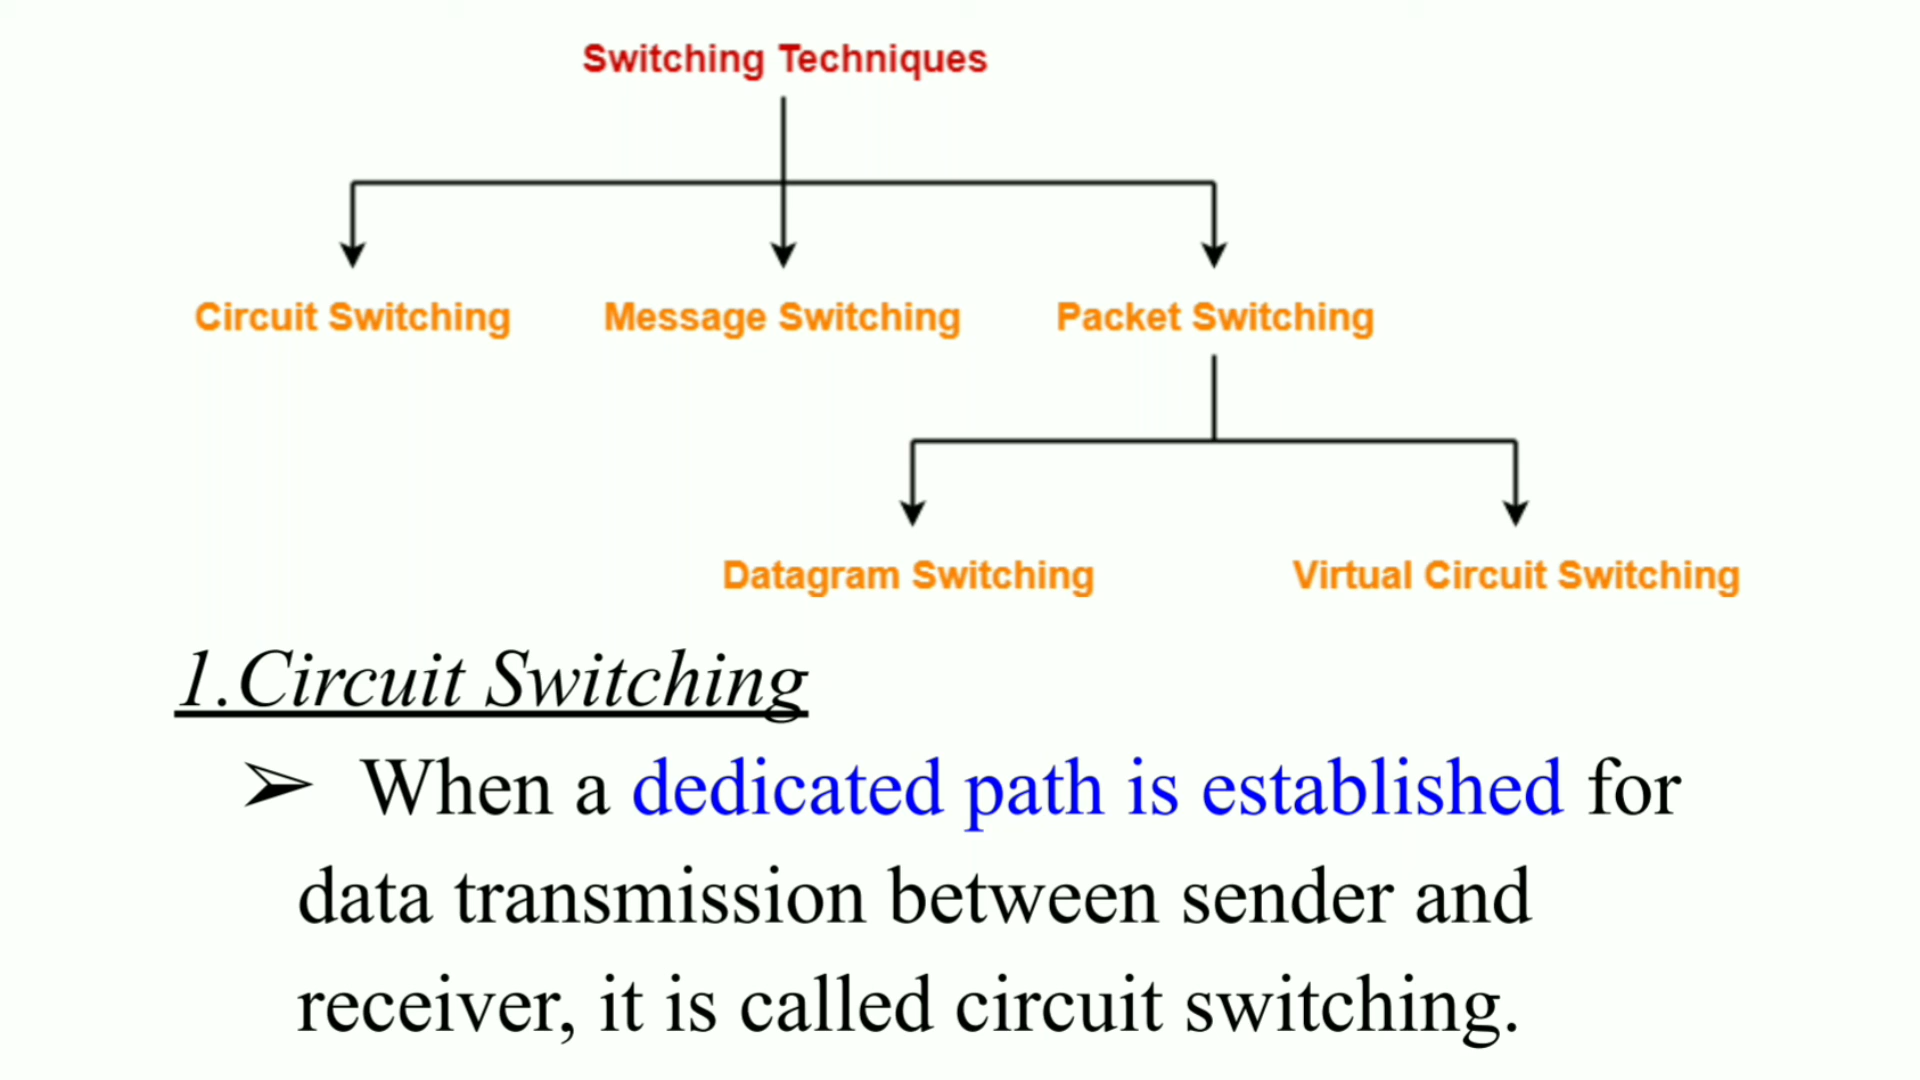 Switching Techniques
Circuit Switching Message Switching Packet Switching
Datagram Switching Virtual Circuit Switching
1.Circuit Switching
➢ When a dedicated path is established for
data transmission between sender and
receiver, it is called circuit switching.